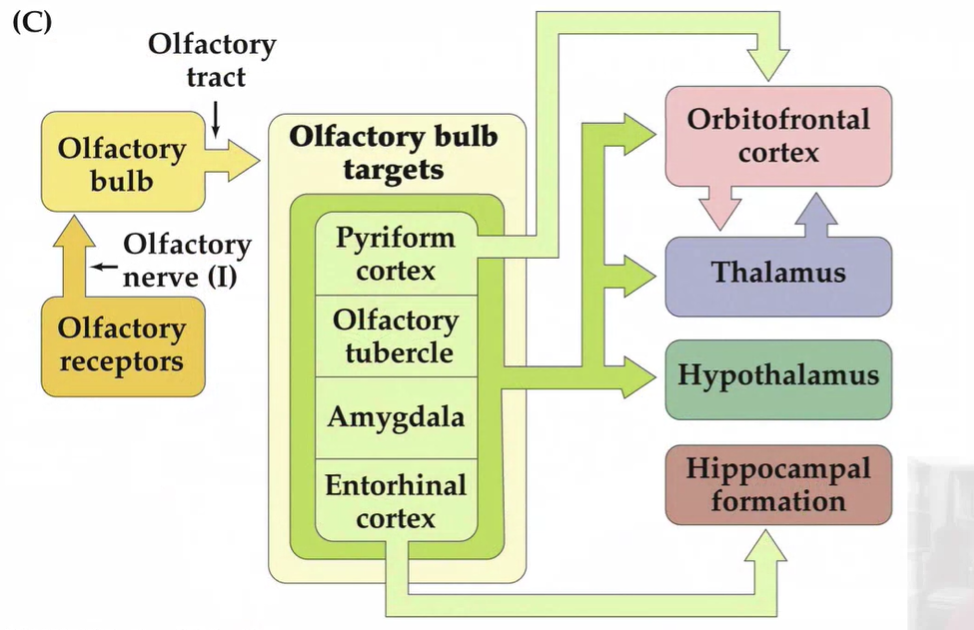 (C)
Olfactory
tract
Olfactory
bulb
Olfactory
nerve (I)
Olfactory
receptors
Olfactory bulb
targets
Pyriform
cortex
Olfactory
tubercle
Amygdala
Entorhinal
cortex
Orbitofrontal
cortex
Thalamus
Hypothalamus
Hippocampal
formation